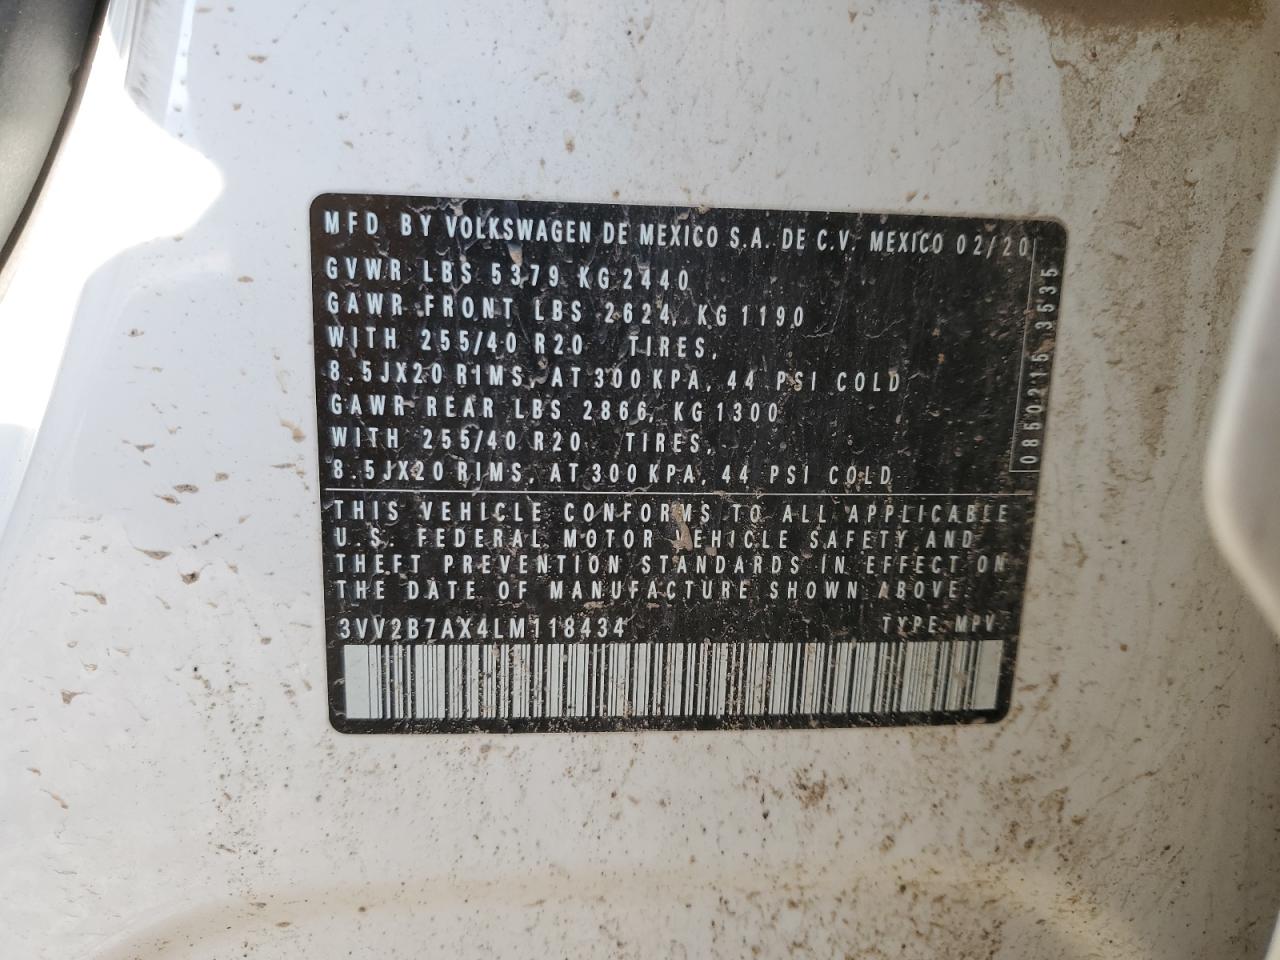 MFD BY VOLKSWAGEN DE MEXICO S.A. DE C.V. MEXICO 02/20
GVWR LBS 5379 KG 2440
GAWR FRONT LBS 2624, KG 1190
WITH 255/40 R20 TIRES,
8.5JX20 RIMS, AT 300 KPA, 44 PSI COLD
GAWR REAR LBS 2866, KG 1300
WITH 255/40 R20 TIRES,
8.5JX20 RIMS, AT 300 KPA, 44 PSI COLD
THIS VEHICLE CONFORMS TO ALL APPLICABLE
U.S. FEDERAL MOTOR VEHICLE SAFETY AND
THEFT PREVENTION STANDARDS IN EFFECT ON
THE DATE OF MANUFACTURE SHOWN ABOVE.
3VV2B7AX4LM118434 TYPE MPV
08502153535